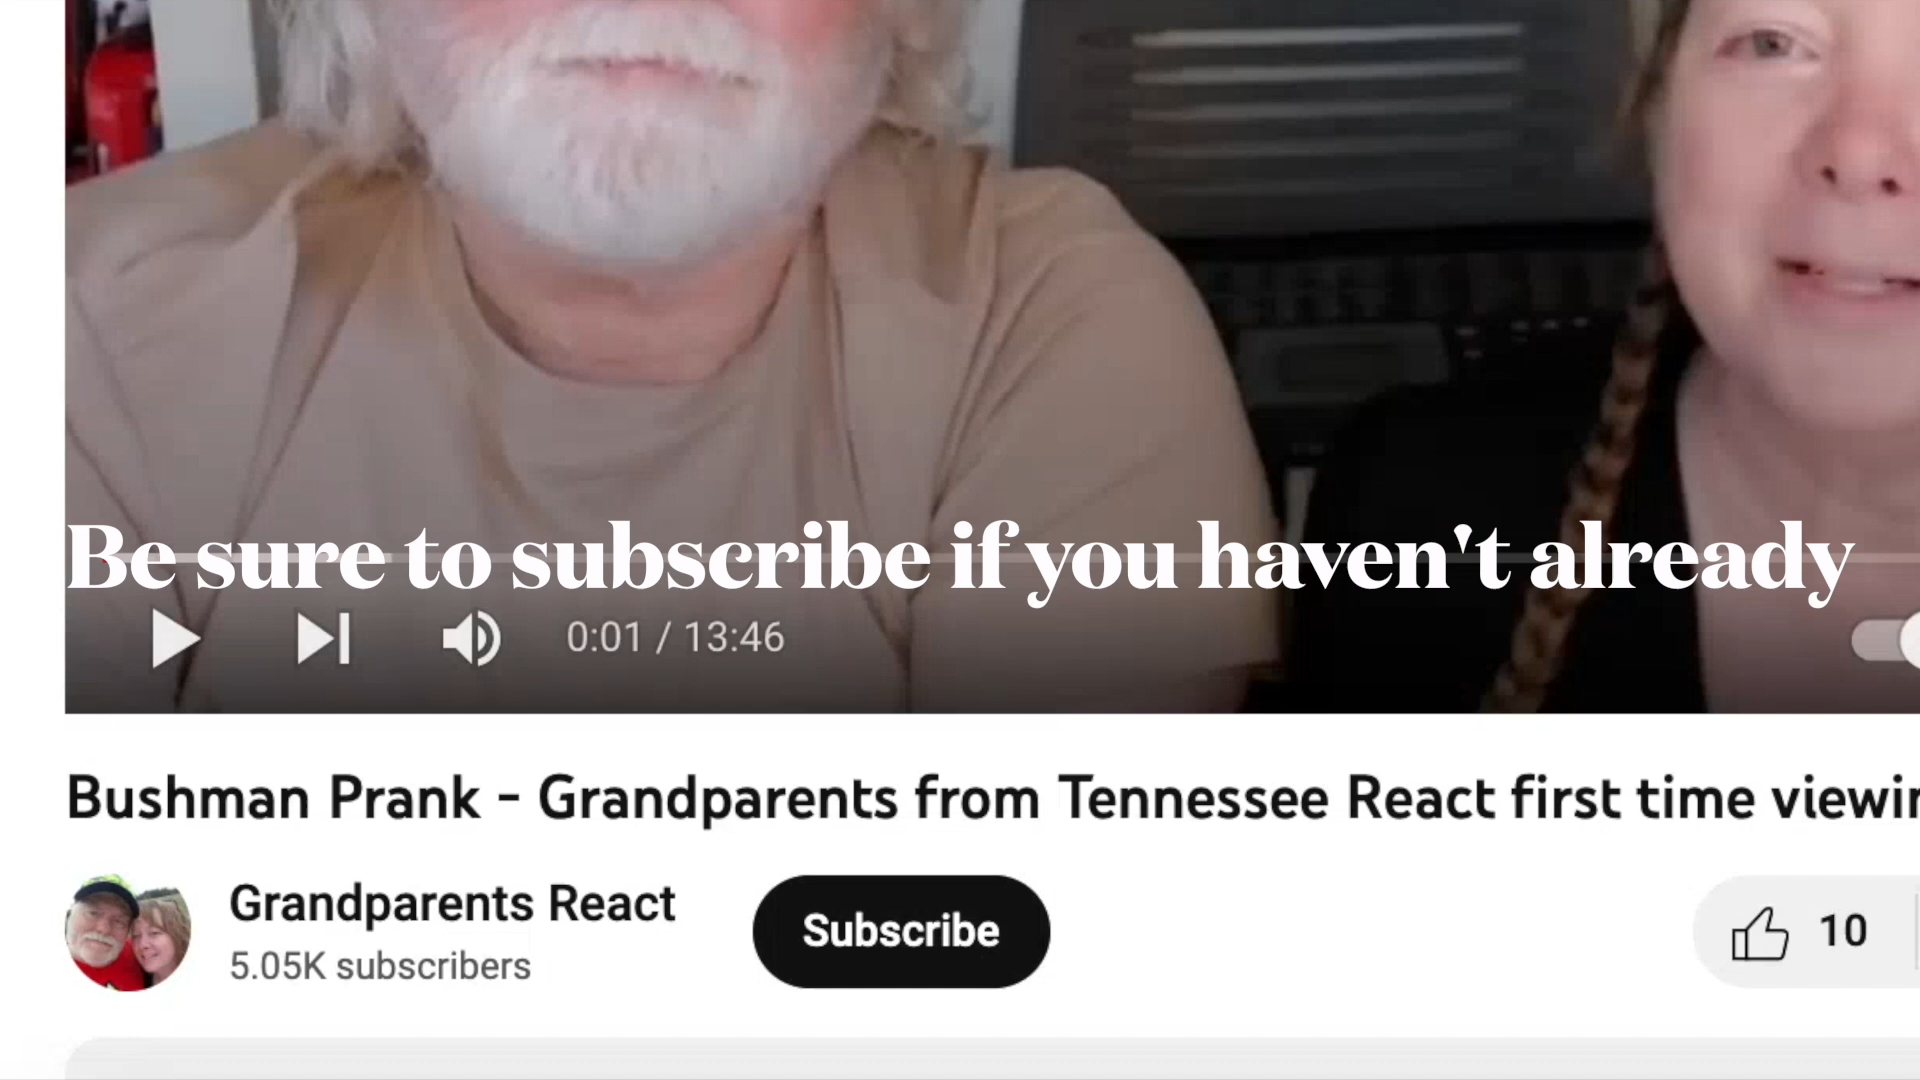 Be sure to subscribe if you haven't already
0:01 / 13:46
Bushman Prank - Grandparents from Tennessee React first time
Grandparents React
5.05K subscribers
Subscribe
10